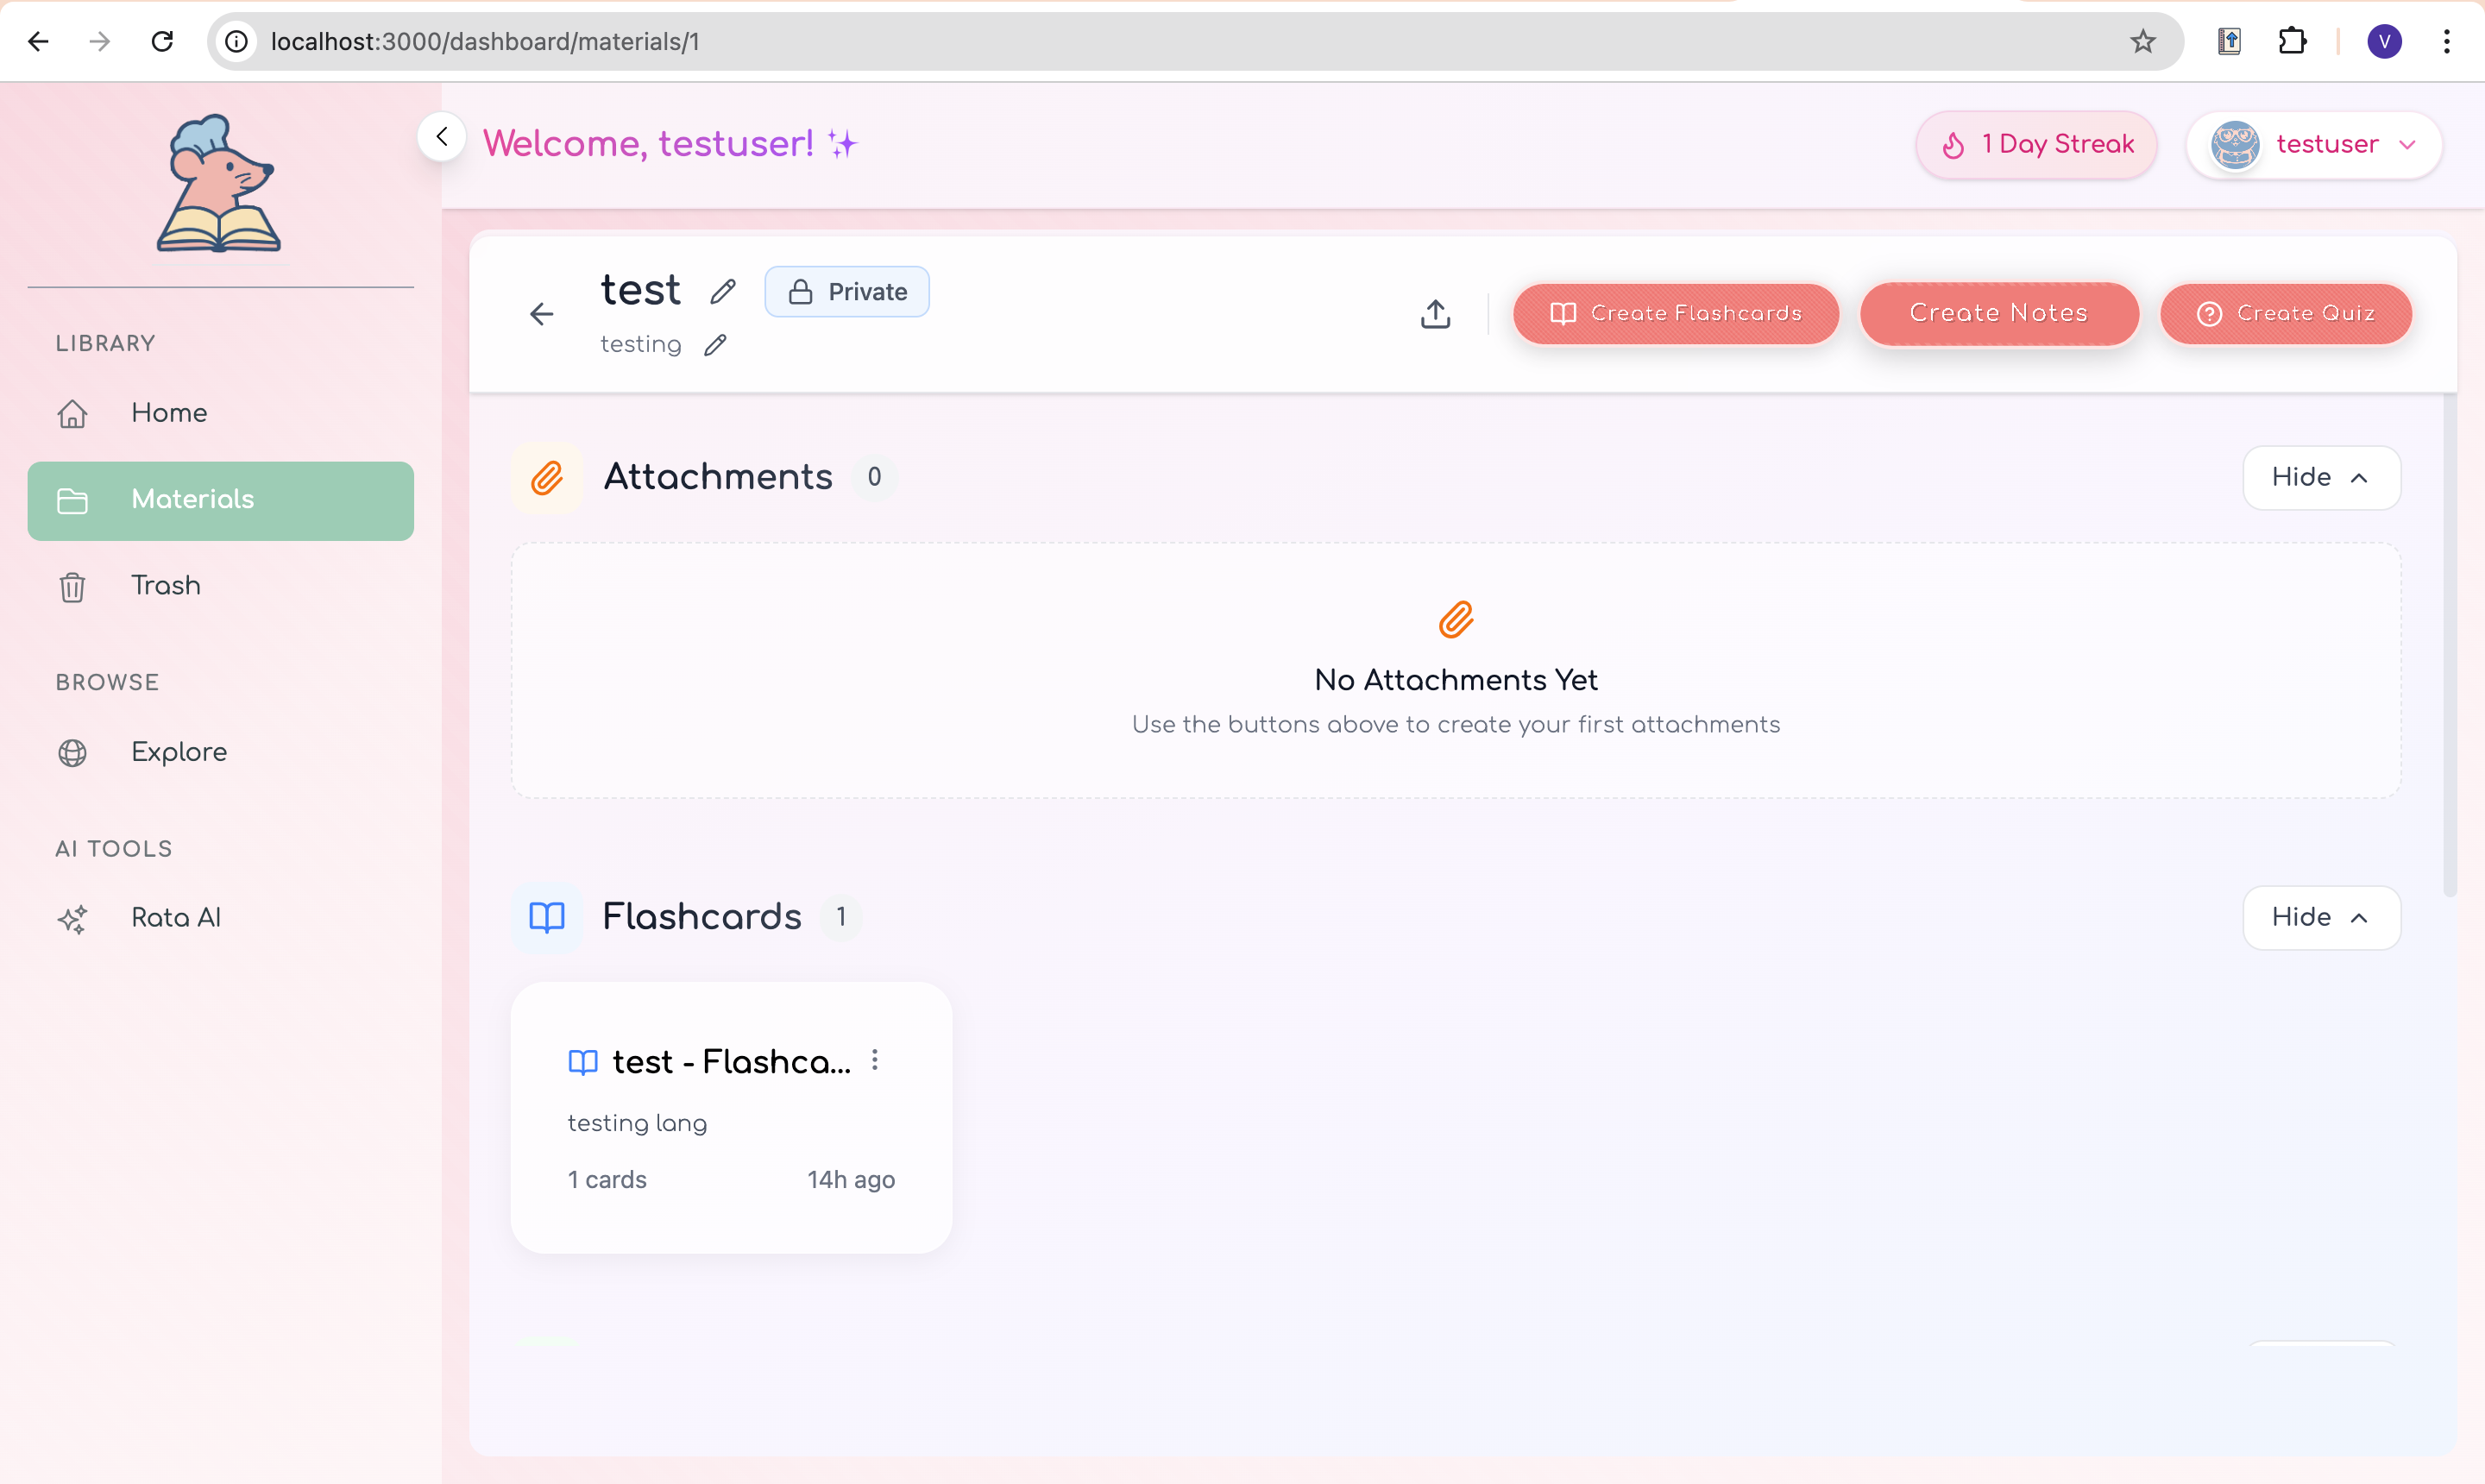 localhost:3000/dashboard/materials/1
V
Welcome, testuser!
1 Day Streak
testuser
LIBRARY
Home
Materials
Trash
BROWSE
Explore
AI TOOLS
Rata AI
test
Private
testing
Create Flashcards
Create Notes
Create Quiz
Attachments 0
Hide
No Attachments Yet
Use the buttons above to create your first attachments
Flashcards 1
Hide
test - Flashca...
testing lang
1 cards
14h ago